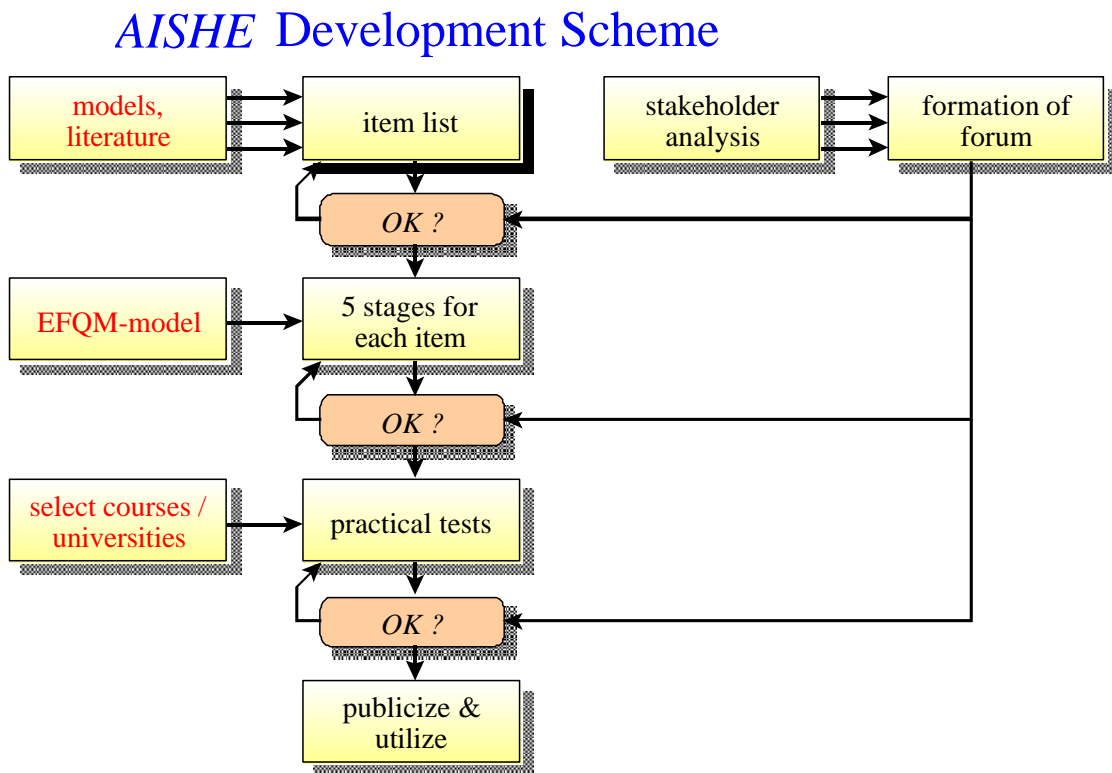 AISHE Development Scheme
models,
literature
item list
stakeholder
analysis
formation of
forum
OK ?
EFQM-model
5 stages for
each item
OK ?
select courses /
universities
practical tests
OK ?
publicize &
utilize